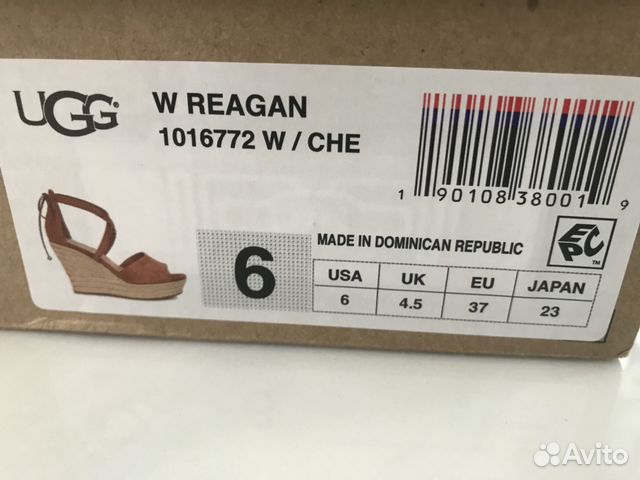 UGG
W REAGAN
1016772 W / CHE
1 90108 38001 9
6
MADE IN DOMINICAN REPUBLIC
EPC™
USA UK EU JAPAN
6 4.5 37 23
Avito